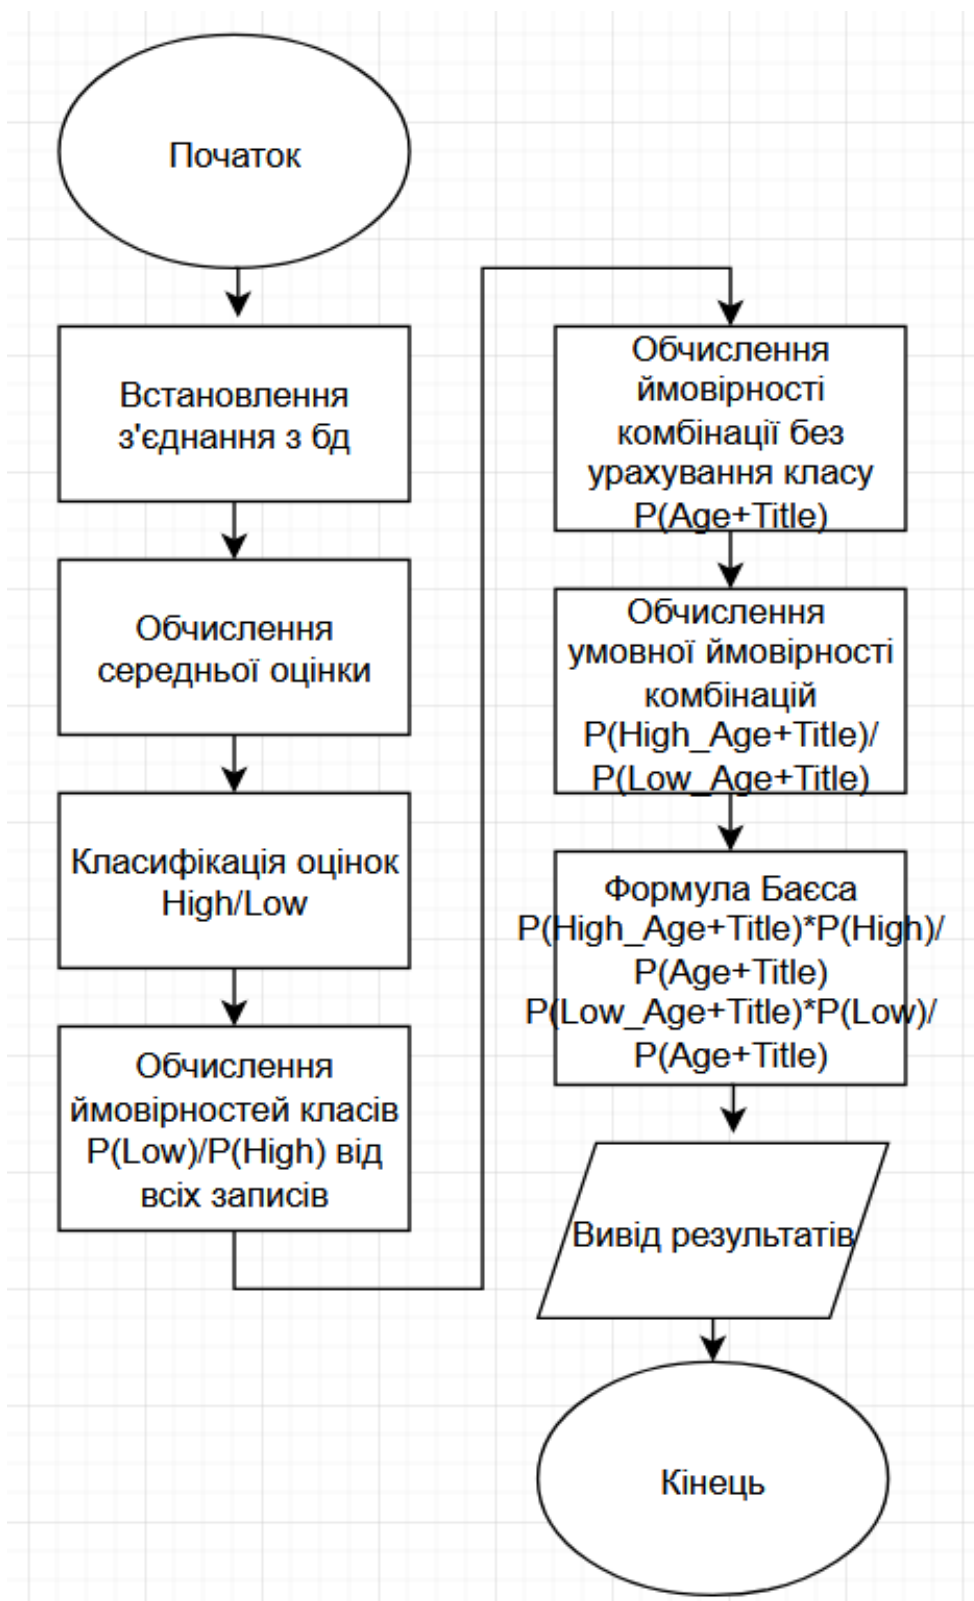 Початок
Встановлення
з'єднання з бд
Обчислення
середньої оцінки
Класифікація оцінок
High/Low
Обчислення
ймовірностей класів
P(Low)/P(High) від
всіх записів
Обчислення
ймовірності
комбінації без
урахування класу
P(Age+Title)
Обчислення
умовної ймовірності
комбінацій
P(High_Age+Title)/
P(Low_Age+Title)
Формула Баєса
P(High_Age+Title)*P(High)/
P(Age+Title)
P(Low_Age+Title)*P(Low)/
P(Age+Title)
Вивід результатів
Кінець